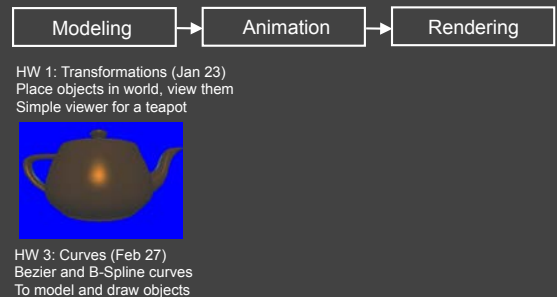 Modeling
Animation
Rendering
HW 1: Transformations (Jan 23)
Place objects in world, view them
Simple viewer for a teapot
HW 3: Curves (Feb 27)
Bezier and B-Spline curves
To model and draw objects